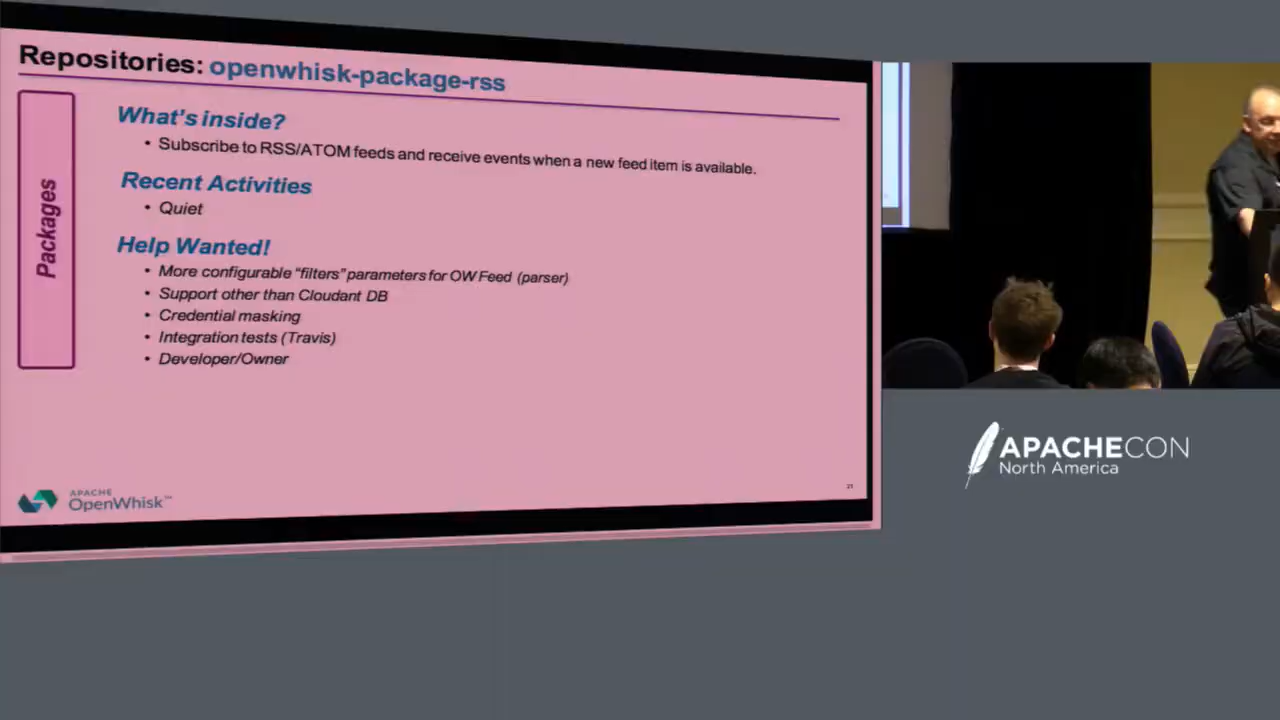 Repositories: openwhisk-package-rss
Packages
What's inside?
• Subscribe to RSS/ATOM feeds and receive events when a new feed item is available.
Recent Activities
• Quiet
Help Wanted!
• More configurable "filters" parameters for OW Feed (parser)
• Support other than Cloudant DB
• Credential masking
• Integration tests (Travis)
• Developer/Owner
APACHE
OpenWhisk™
21
APACHECON
North America